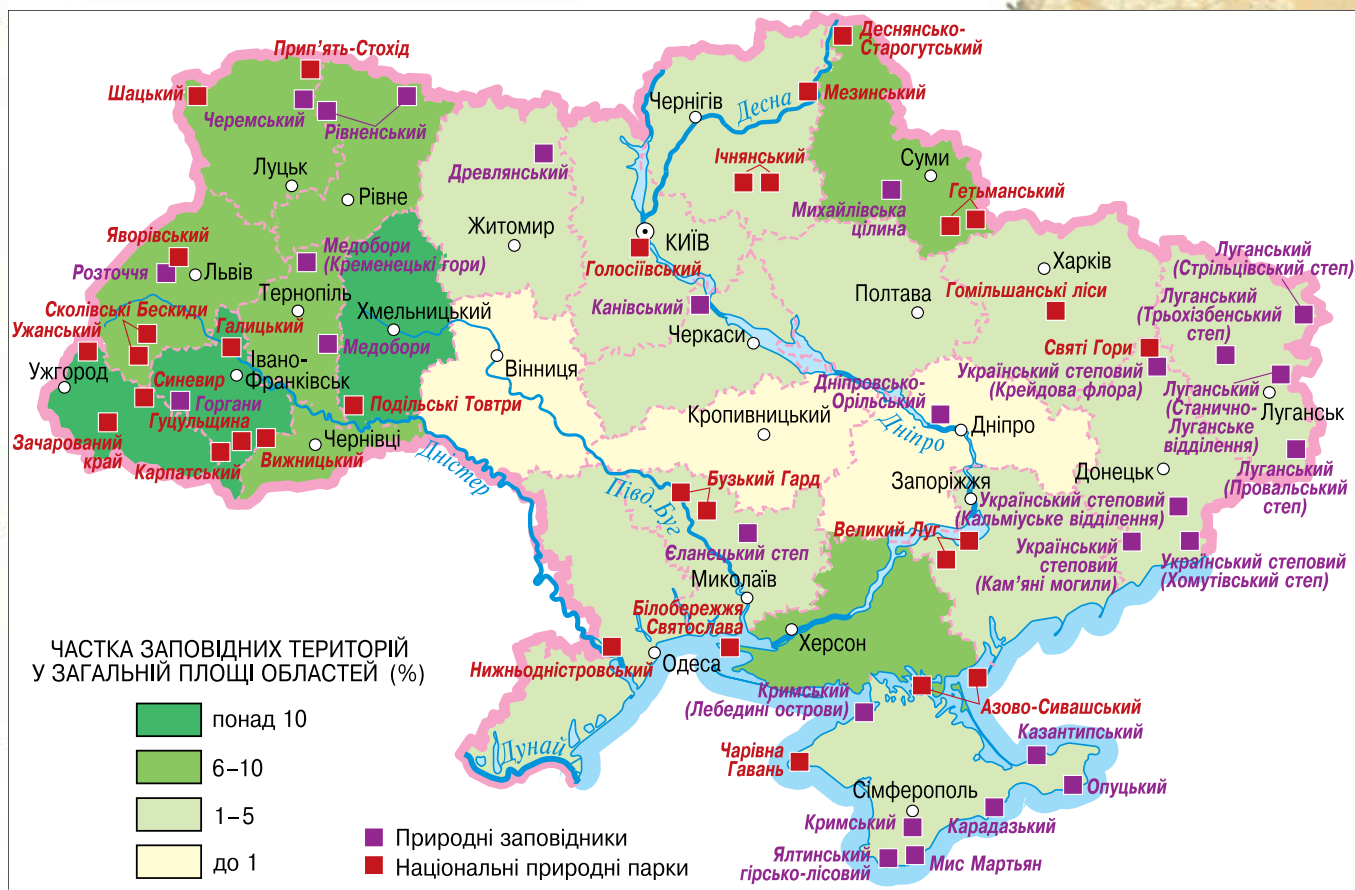 Прип'ять-Стохід
Деснянсько-
Старогутський
Шацький
Черемський
Рівненський
Чернігів
Десна
Мезинський
Древлянський
Ічнянський
Суми
Луцьк
Рівне
Михайлівська
цілина
Гетьманський
Житомир
КИЇВ
Голосіївський
Яворівський
Розточчя
Львів
Медобори
(Кременецькі гори)
Харків
Гомільшанські ліси
Луганський
(Стрільцівський степ)
Луганський
(Трьохізбенський
степ)
Сколівські Бескиди
Тернопіль
Хмельницький
Канівський
Полтава
Черкаси
Ужанський
Галицький
Ужгород
Івано-
Франківськ
Медобори
Вінниця
Святі Гори
Український степовий
(Крейдова флора)
Луганський
(Станично-
Луганське
відділення)
Луганськ
Синевир
Горгани
Гуцульщина
Подільські Товтри
Дніпровсько-
Орільський
Дніпро
Дніпро
Кропивницький
Зачарований
край
Карпатський
Вижницький
Чернівці
Дністер
Півд.Буг
Бузький Гард
Запоріжжя
Донецьк
Луганський
(Провальський
степ)
Український степовий
(Кальміуське відділення)
Єланецький степ
Великий Луг
Український
степовий
(Кам'яні могили)
Український степовий
(Хомутівський степ)
Миколаїв
Білобережжя
Святослава
Херсон
Нижньодністровський
Одеса
Кримський
(Лебедині острови)
Азово-Сивашський
Казантипський
Дунай
Чарівна
Гавань
Опуцький
Сімферополь
Кримський
Карадазький
Ялтинський
гірсько-лісовий
Мис Мартьян
ЧАСТКА ЗАПОВІДНИХ ТЕРИТОРІЙ
У ЗАГАЛЬНІЙ ПЛОЩІ ОБЛАСТЕЙ (%)
понад 10
6–10
1–5
до 1
Природні заповідники
Національні природні парки